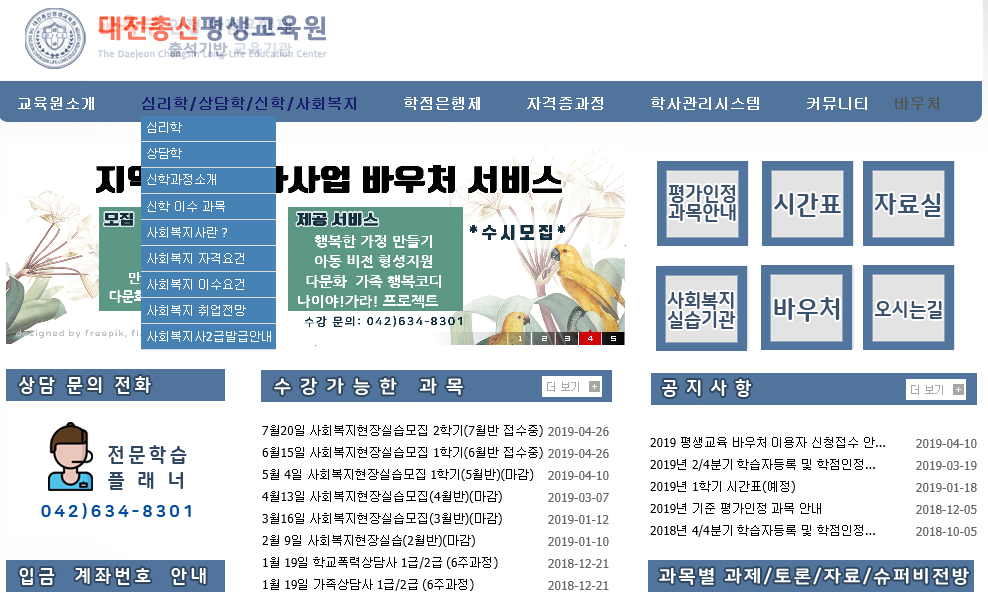 대전총신평생교육원
충청기방 교육기관
The Daejeon Chongsin Long-Life Education Center
교육원소개 심리학/상담학/신학/사회복지 학점은행제 자격증과정 학사관리시스템 커뮤니티 바우처
심리학
상담학
신학과정소개
신학 이수 과목
사회복지사란 ?
사회복지 자격요건
사회복지 이수요건
사회복지 취업전망
사회복지사2급발급안내
사업 바우처 서비스
모집
제공 서비스
*수시모집*
행복한 가정 만들기
아동 비전 형성지원
다문화 가족 행복코디
나이야!가라! 프로젝트
수강 문의: 042)634-8301
designed by freepik,
1 2 3 4 5
평가인정
과목안내
시간표
자료실
사회복지
실습기관
바우처
오시는길
상담 문의 전화
전문학습
플 래 너
042)634-8301
입금 계좌번호 안내
수강가능한 과목
더 보기
7월20일 사회복지현장실습모집 2학기(7월반 접수중) 2019-04-26
6월15일 사회복지현장실습모집 1학기(6월반 접수중) 2019-04-26
5월 4일 사회복지현장실습모집 1학기(5월반)(마감) 2019-04-10
4월13일 사회복지현장실습모집(4월반)(마감) 2019-03-07
3월16일 사회복지현장실습모집(3월반)(마감) 2019-01-12
2월 9일 사회복지현장실습(2월반)(마감) 2019-01-10
1월 19일 학교폭력상담사 1급/2급 (6주과정) 2018-12-21
1월 19일 가족상담사 1급/2급 (6주과정) 2018-12-21
공지사항
더 보기
2019 평생교육 바우처 이용자 신청접수 안... 2019-04-10
2019년 2/4분기 학습자등록 및 학점인정... 2019-03-19
2019년 1학기 시간표(예정) 2019-01-18
2019년 기준 평가인정 과목 안내 2018-12-05
2018년 4/4분기 학습자등록 및 학점인정... 2018-10-05
과목별 과제/토론/자료/슈퍼비전방